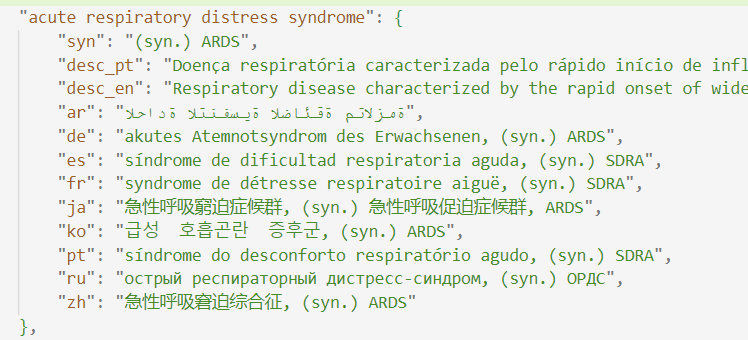 "acute respiratory distress syndrome": {
"syn": "(syn.) ARDS",
"desc_pt": "Doença respiratória caracterizada pelo rápido início de infl
"desc_en": "Respiratory disease characterized by the rapid onset of wide
"ar": "متلازمة الضائقة التنفسية الحادة",
"de": "akutes Atemnotsyndrom des Erwachsenen, (syn.) ARDS",
"es": "síndrome de dificultad respiratoria aguda, (syn.) SDRA",
"fr": "syndrome de détresse respiratoire aiguë, (syn.) SDRA",
"ja": "急性呼吸窮迫症候群, (syn.) 急性呼吸促迫症候群, ARDS",
"ko": "급성  호흡곤란  증후군, (syn.) ARDS",
"pt": "síndrome do desconforto respiratório agudo, (syn.) SDRA",
"ru": "острый респираторный дистресс-синдром, (syn.) ОРДС",
"zh": "急性呼吸窘迫综合征, (syn.) ARDS"
},